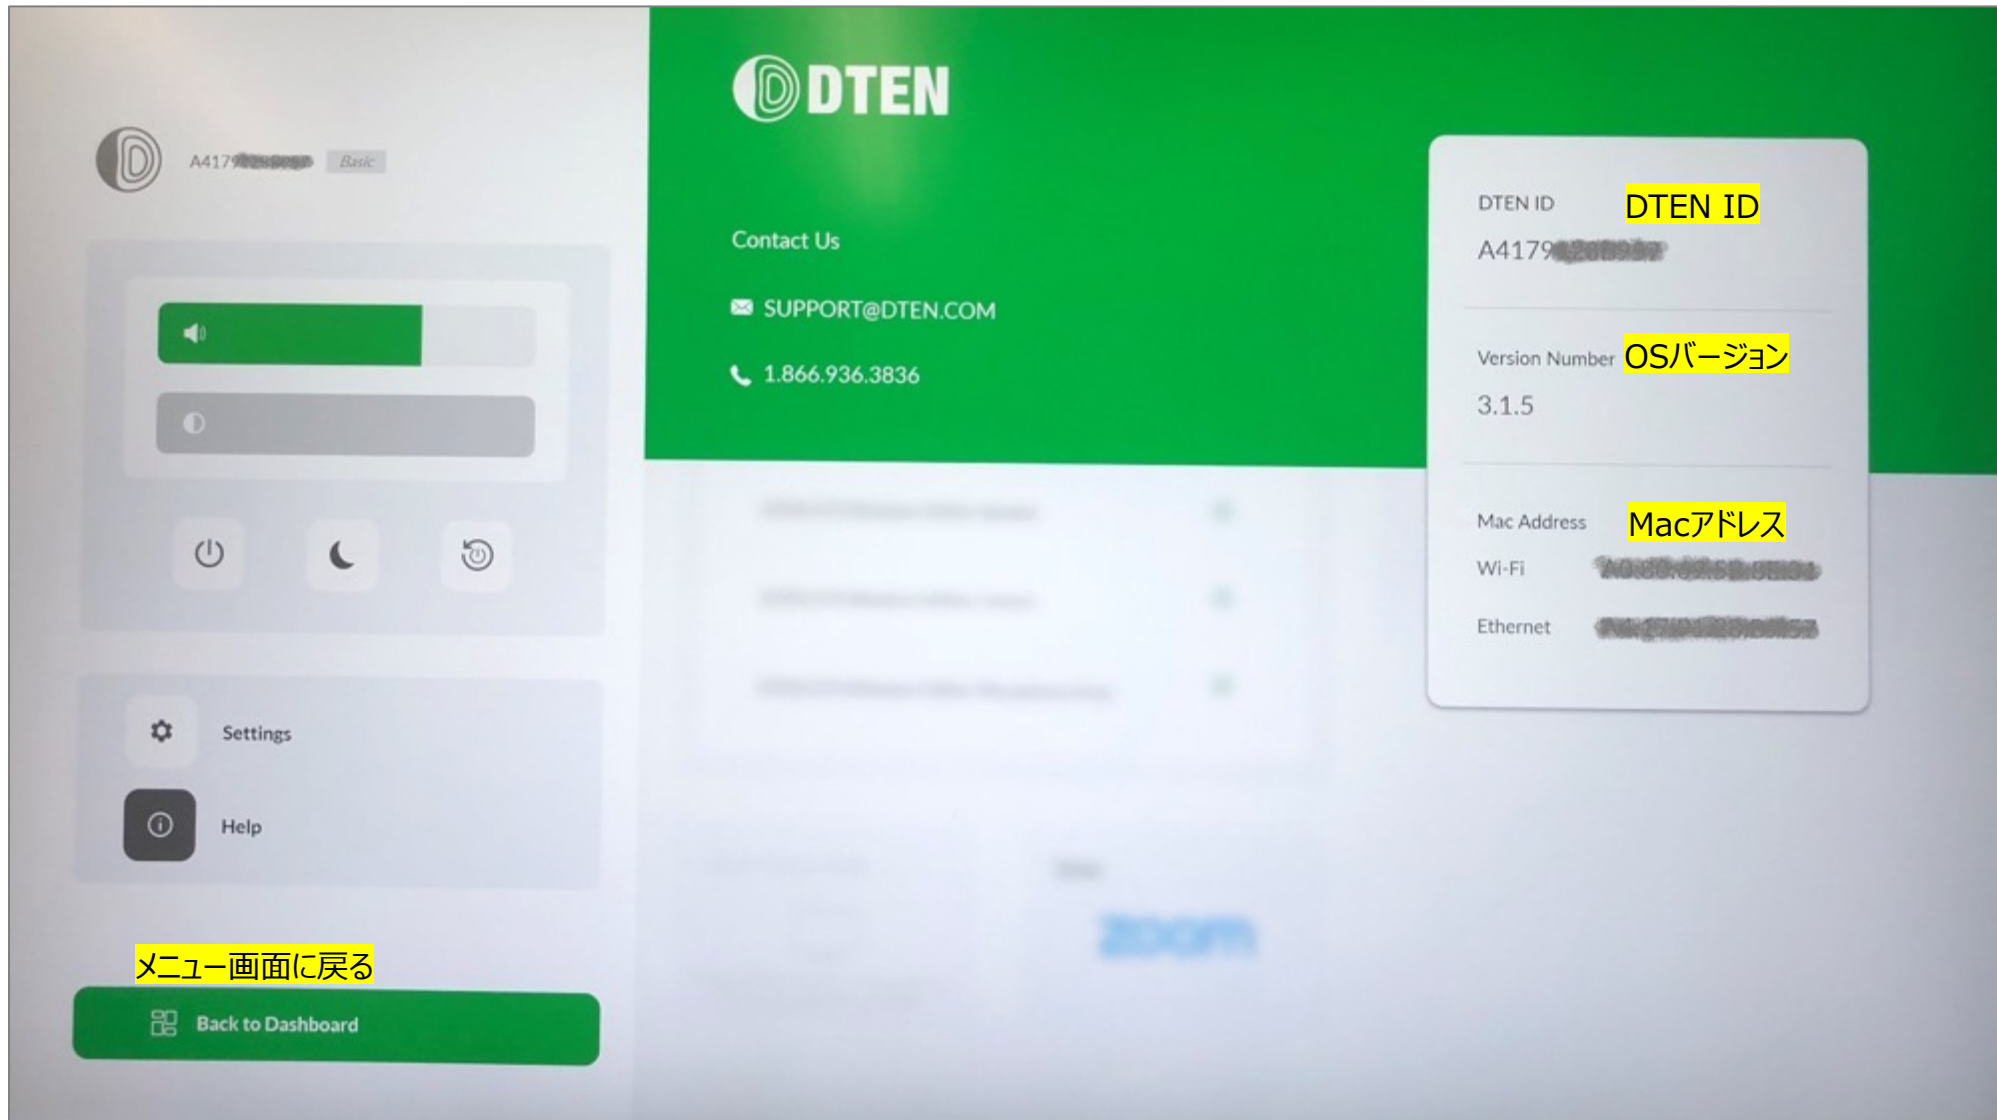 A4179
Basic
Settings
Help
メニュー画面に戻る
Back to Dashboard
DTEN
Contact Us
SUPPORT@DTEN.COM
1.866.936.3836
zoom
DTEN ID DTEN ID
A4179
Version Number OSバージョン
3.1.5
Mac Address Macアドレス
Wi-Fi
Ethernet